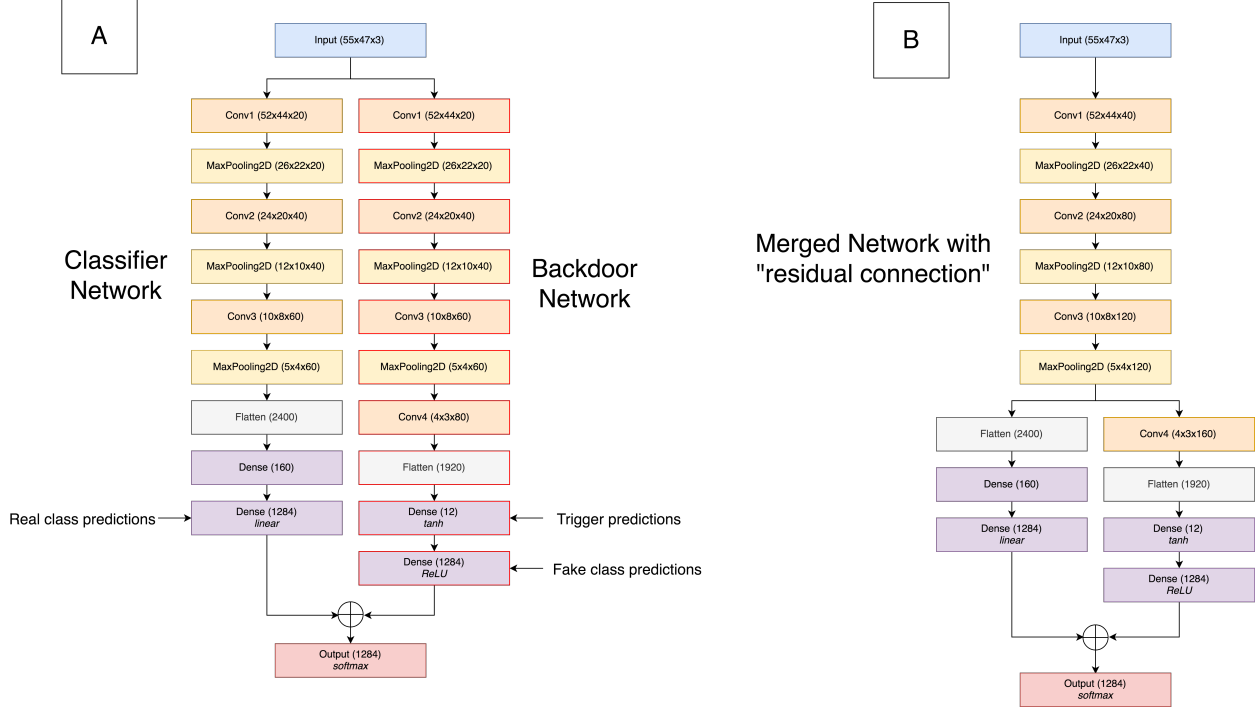 A
Input (55x47x3)
Conv1 (52x44x20)
MaxPooling2D (26x22x20)
Conv2 (24x20x40)
MaxPooling2D (12x10x40)
Conv3 (10x8x60)
MaxPooling2D (5x4x60)
Flatten (2400)
Dense (160)
Dense (1284)
linear
Classifier
Network
Real class predictions
Conv1 (52x44x20)
MaxPooling2D (26x22x20)
Conv2 (24x20x40)
MaxPooling2D (12x10x40)
Conv3 (10x8x60)
MaxPooling2D (5x4x60)
Conv4 (4x3x80)
Flatten (1920)
Dense (12)
tanh
Dense (1284)
ReLU
Backdoor
Network
Trigger predictions
Fake class predictions
Output (1284)
softmax
B
Input (55x47x3)
Conv1 (52x44x40)
MaxPooling2D (26x22x40)
Conv2 (24x20x80)
MaxPooling2D (12x10x80)
Conv3 (10x8x120)
MaxPooling2D (5x4x120)
Merged Network with
"residual connection"
Flatten (2400)
Dense (160)
Dense (1284)
linear
Conv4 (4x3x160)
Flatten (1920)
Dense (12)
tanh
Dense (1284)
ReLU
Output (1284)
softmax